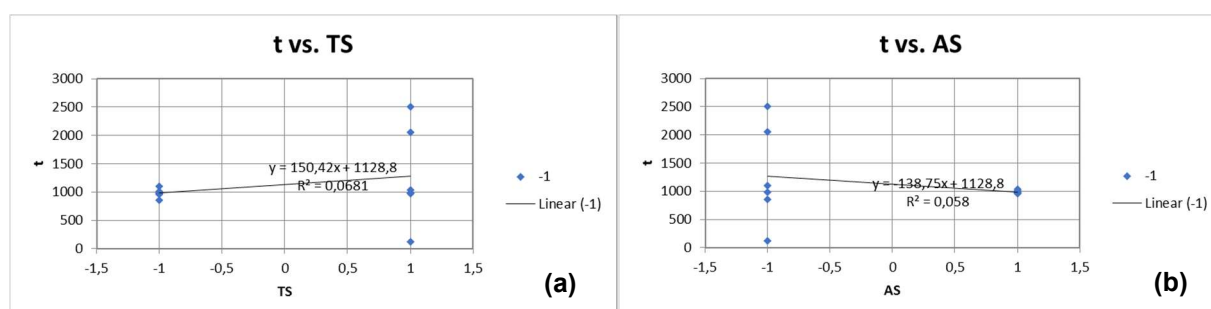 t vs. TS
3000
2500
2000
1500
1000
500
0
t
y = 150,42x + 1128,8
R² = 0,0681
-1,5 -1 -0,5 0 0,5 1 1,5
TS
-1
Linear (-1)
(a)
t vs. AS
3000
2500
2000
1500
1000
500
0
t
y = -138,75x + 1128,8
R² = 0,058
-1,5 -1 -0,5 0 0,5 1 1,5
AS
-1
Linear (-1)
(b)